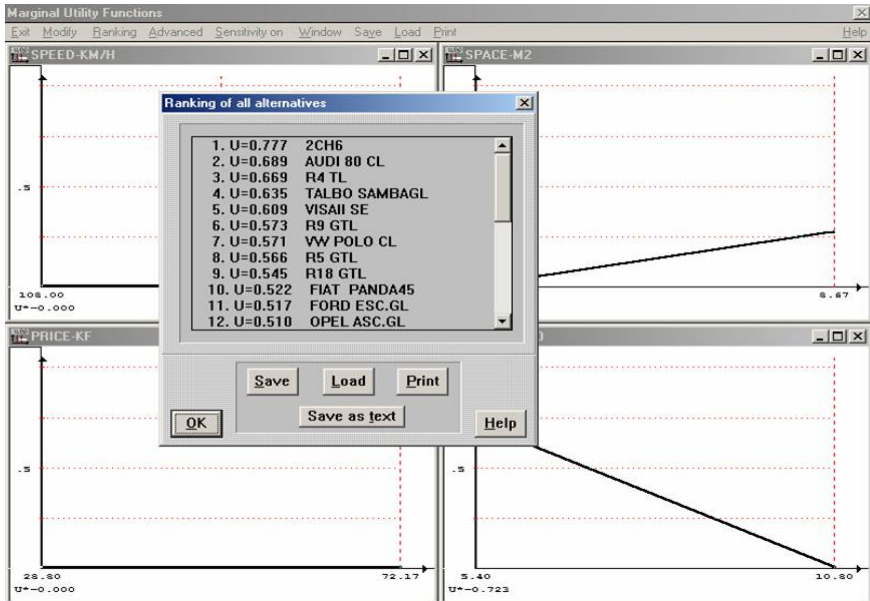 Marginal Utility Functions
Exit Modify Ranking Advanced Sensitivity on Window Save Load Print Help
SPEED-KM/H
SPACE-M2
Ranking of all alternatives
1. U=0.777 2CH6
2. U=0.689 AUDI 80 CL
3. U=0.669 R4 TL
4. U=0.635 TALBO SAMBAGL
5. U=0.609 VISAII SE
6. U=0.573 R9 GTL
7. U=0.571 VW POLO CL
8. U=0.566 R5 GTL
9. U=0.545 R18 GTL
10. U=0.522 FIAT PANDA45
11. U=0.517 FORD ESC.GL
12. U=0.510 OPEL ASC.GL
.5
108.00
U*-0.000
8.67
PRICE-KF
Save Load Print
Save as text
OK
Help
.5
.5
28.80
72.17
U*-0.000
5.40
10.80
U*-0.723